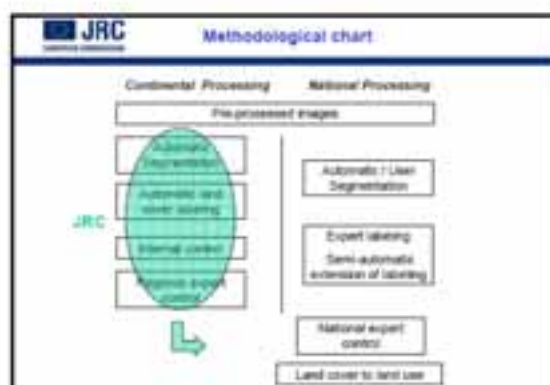 JRC
EUROPEAN COMMISSION
Methodological chart
Continental Processing
National Processing
Pre-processed images
Automatic
Segmentation
Automatic land
cover labeling
Internal control
Regional expert
control
JRC
Automatic / User
Segmentation
Expert labeling
Semi-automatic
extension of labeling
National expert
control
Land cover to land use